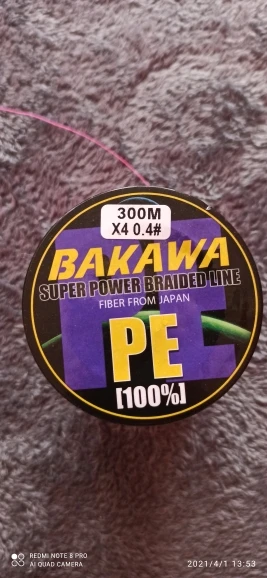 300M
X4 0.4#
BAKAWA
SUPER POWER BRAIDED LINE
FIBER FROM JAPAN
PE
[100%]
REDMI NOTE 8 PRO
AI QUAD CAMERA
2021/4/1 13:53